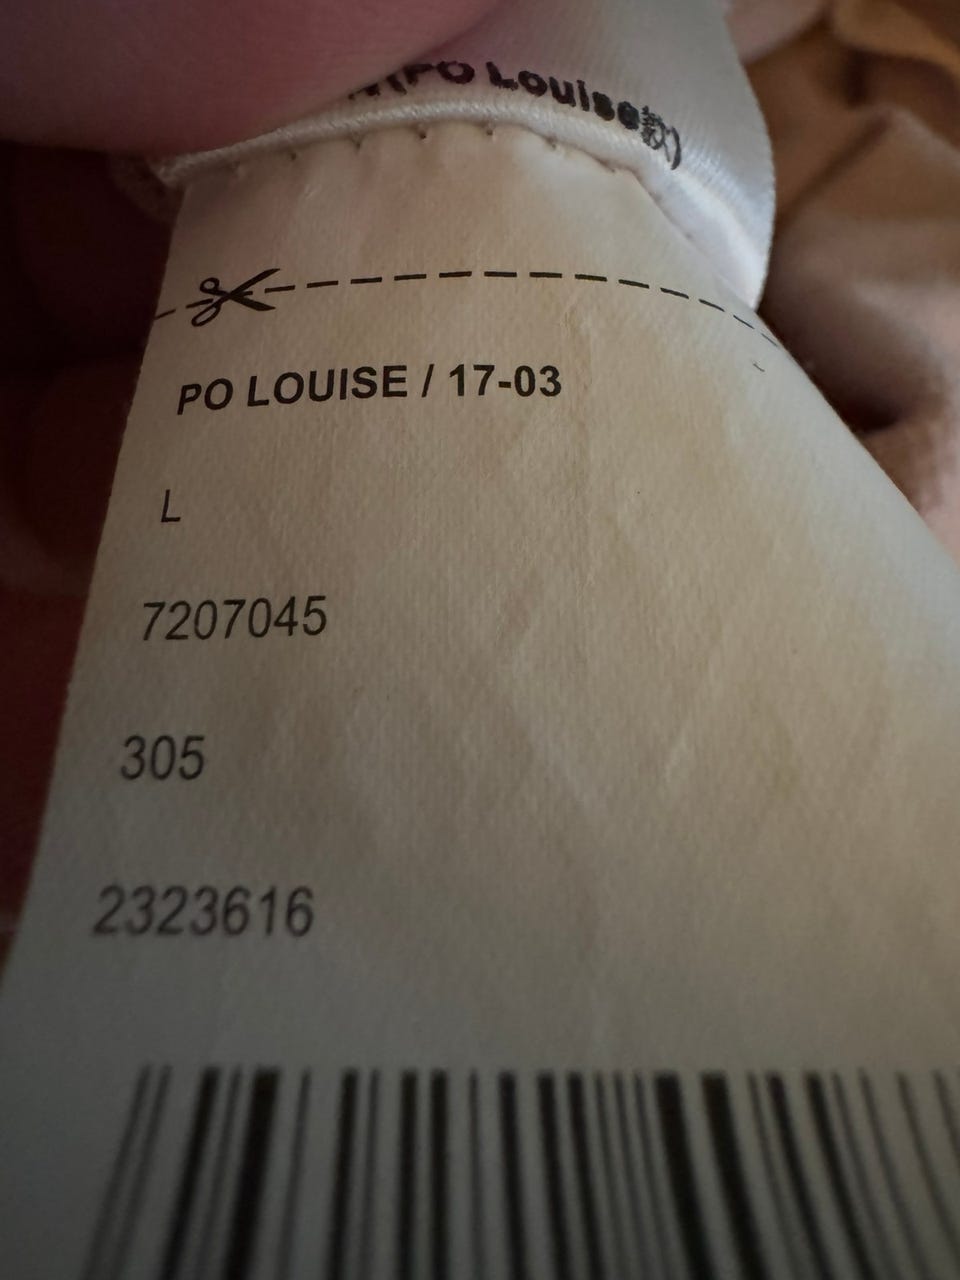 (PO Louise款)
PO LOUISE / 17-03
L
7207045
305
2323616